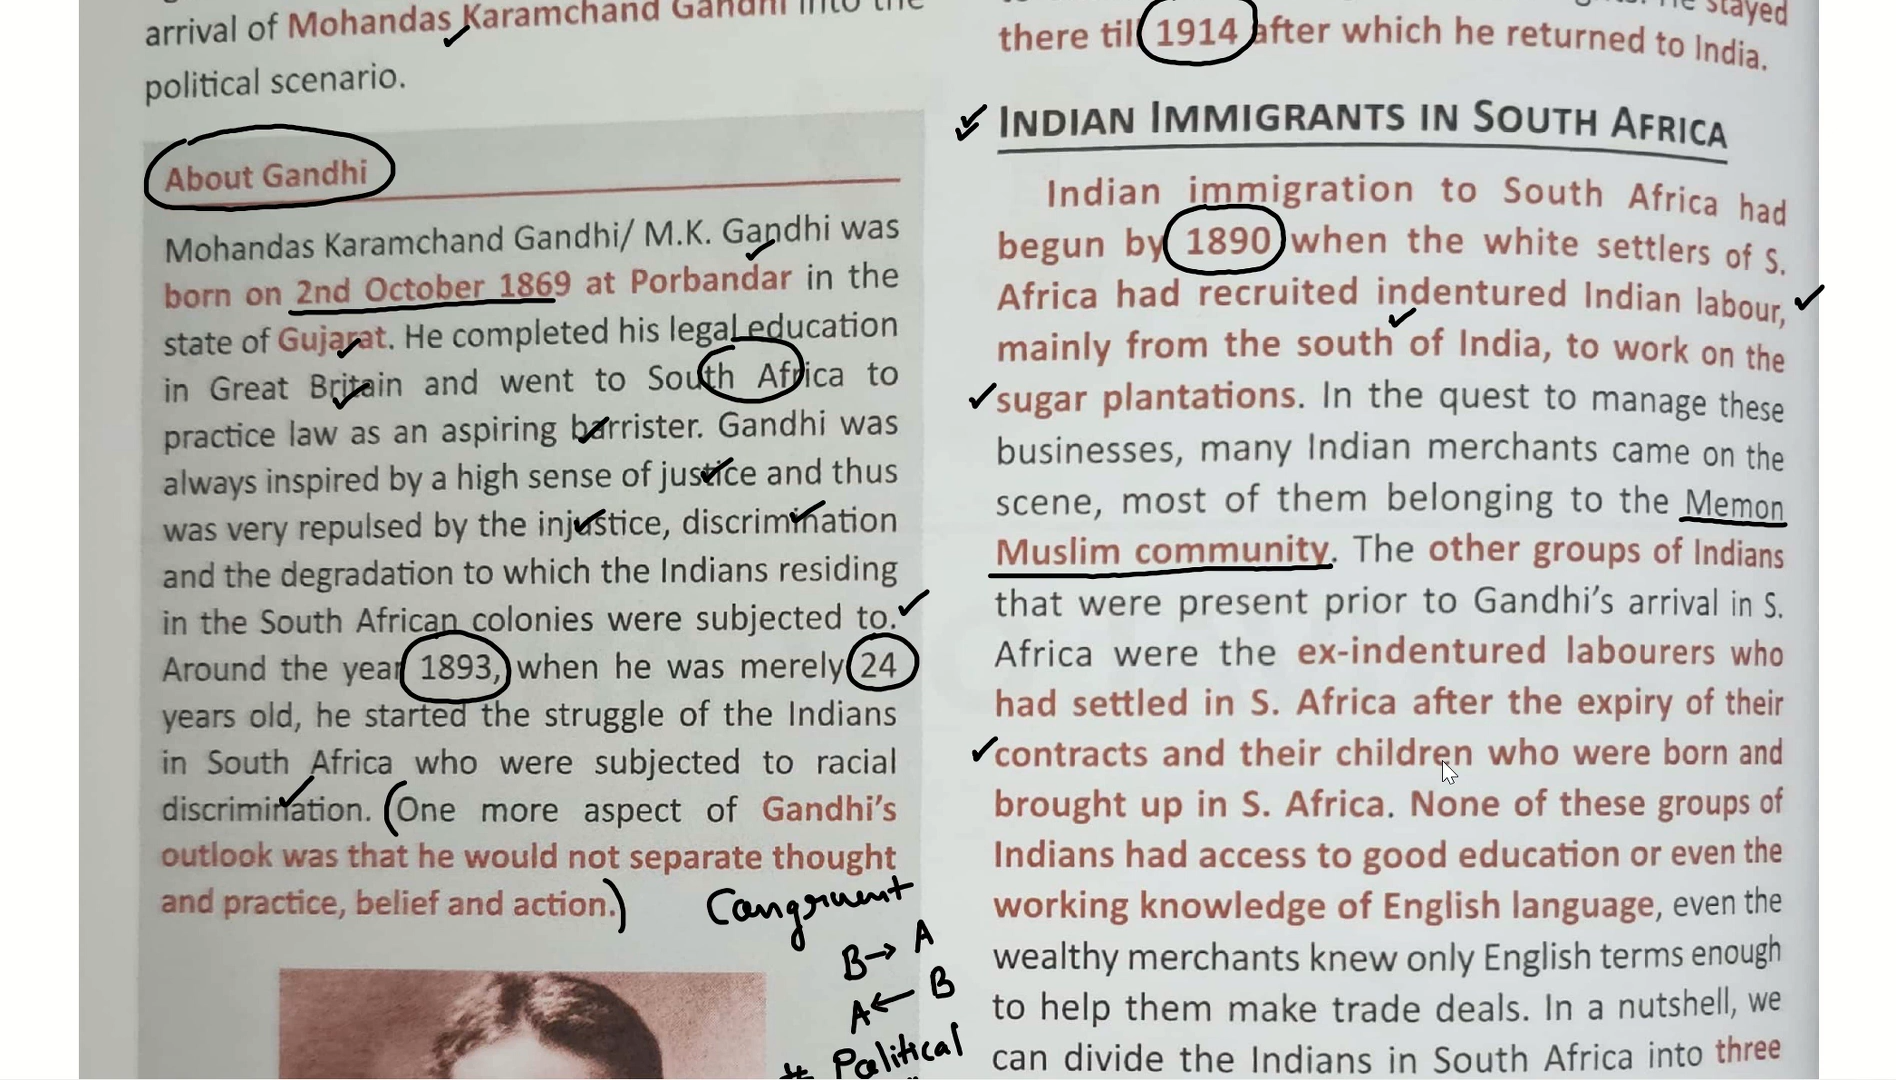 arrival of Mohandas Karamchand Gandhi into the
political scenario.
About Gandhi
Mohandas Karamchand Gandhi/ M.K. Gandhi was
born on 2nd October 1869 at Porbandar in the
state of Gujarat. He completed his legal education
in Great Britain and went to South Africa to
practice law as an aspiring barrister. Gandhi was
always inspired by a high sense of justice and thus
was very repulsed by the injustice, discrimination
and the degradation to which the Indians residing
in the South African colonies were subjected to.
Around the year 1893, when he was merely 24
years old, he started the struggle of the Indians
in South Africa who were subjected to racial
discrimination. (One more aspect of Gandhi's
outlook was that he would not separate thought
and practice, belief and action.)
Congruent
B→ A
A← B
# Political
stayed
there till 1914 after which he returned to India.
INDIAN IMMIGRANTS IN SOUTH AFRICA
Indian immigration to South Africa had
begun by 1890 when the white settlers of S.
Africa had recruited indentured Indian labour,
mainly from the south of India, to work on the
sugar plantations. In the quest to manage these
businesses, many Indian merchants came on the
scene, most of them belonging to the Memon
Muslim community. The other groups of Indians
that were present prior to Gandhi's arrival in S.
Africa were the ex-indentured labourers who
had settled in S. Africa after the expiry of their
contracts and their children who were born and
brought up in S. Africa. None of these groups of
Indians had access to good education or even the
working knowledge of English language, even the
wealthy merchants knew only English terms enough
to help them make trade deals. In a nutshell, we
can divide the Indians in South Africa into three